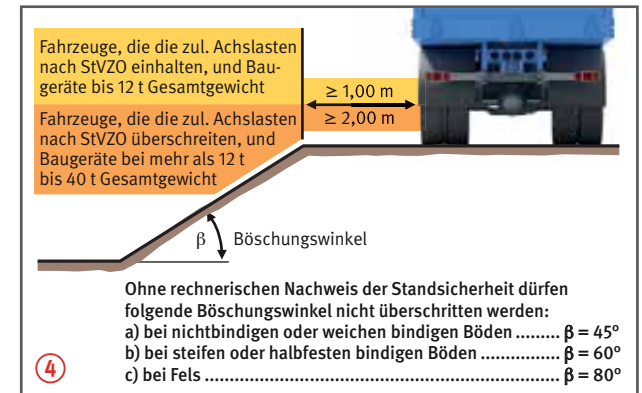 Fahrzeuge, die die zul. Achslasten
nach StVZO einhalten, und Bau-
geräte bis 12 t Gesamtgewicht
≥ 1,00 m
Fahrzeuge, die die zul. Achslasten
nach StVZO überschreiten, und
Baugeräte bei mehr als 12 t
bis 40 t Gesamtgewicht
≥ 2,00 m
β Böschungswinkel
Ohne rechnerischen Nachweis der Standsicherheit dürfen
folgende Böschungswinkel nicht überschritten werden:
a) bei nichtbindigen oder weichen bindigen Böden ......... β = 45°
b) bei steifen oder halbfesten bindigen Böden ................ β = 60°
c) bei Fels ................................................................. β = 80°
4